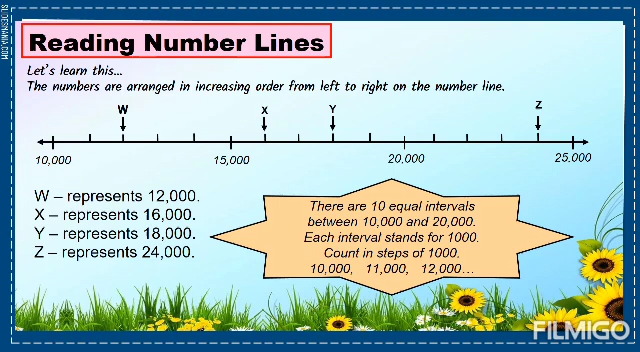 SLIDESMANIA.COM
Reading Number Lines
Let's learn this...
The numbers are arranged in increasing order from left to right on the number line.
W X Y Z
10,000 15,000 20,000 25,000
W – represents 12,000.
X – represents 16,000.
Y – represents 18,000.
Z – represents 24,000.
There are 10 equal intervals
between 10,000 and 20,000.
Each interval stands for 1000.
Count in steps of 1000.
10,000, 11,000, 12,000...
FILMIGO